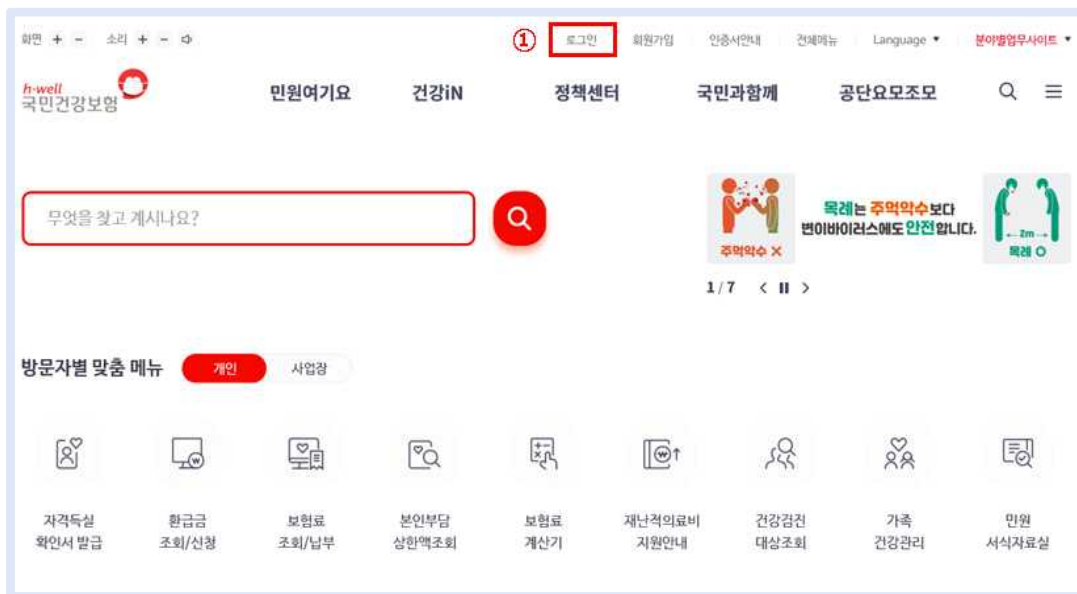 화면 + - 소리 + -
① 로그인 회원가입 인증서안내 전체메뉴 Language ▼ 분야별업무사이트 ▼
h·well
국민건강보험
민원여기요 건강iN 정책센터 국민과함께 공단요모조모
무엇을 찾고 계시나요?
목례는 주먹악수보다
변이바이러스에도 안전합니다.
주먹악수 X
2m
목례 O
1 / 7
방문자별 맞춤 메뉴 개인 사업장
자격득실 환급금 보험료 본인부담 보험료 재난적의료비 건강검진 가족 민원
확인서 발급 조회/신청 조회/납부 상한액조회 계산기 지원안내 대상조회 건강관리 서식자료실